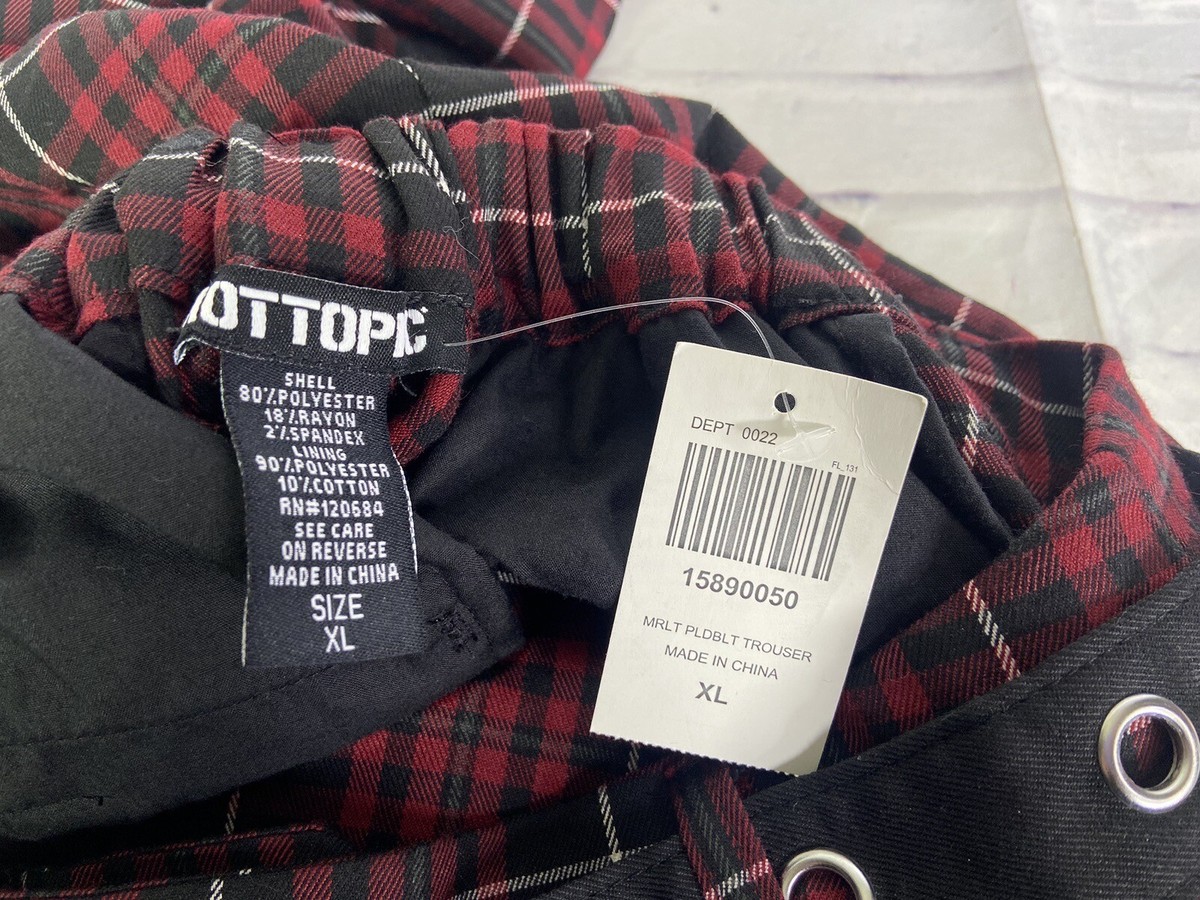 HOTTOPIC
SHELL
80%POLYESTER
18%RAYON
2%SPANDEX
LINING
90%POLYESTER
10%COTTON
RN#120684
SEE CARE
ON REVERSE
MADE IN CHINA
SIZE
XL
DEPT 0022
FL_131
15890050
MRLT PLDBLT TROUSER
MADE IN CHINA
XL